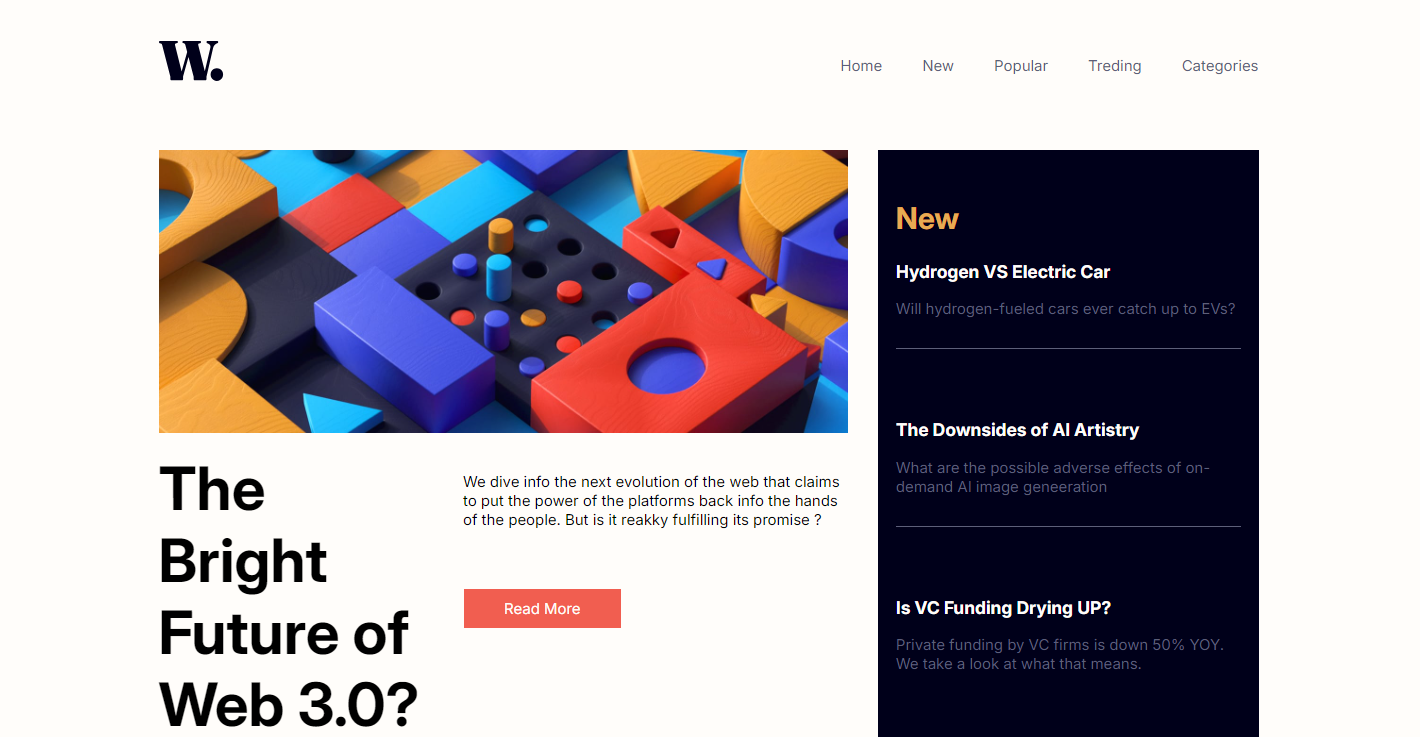 W.
Home New Popular Treding Categories
The
Bright
Future of
Web 3.0?
We dive info the next evolution of the web that claims
to put the power of the platforms back info the hands
of the people. But is it reakky fulfilling its promise ?
Read More
New
Hydrogen VS Electric Car
Will hydrogen-fueled cars ever catch up to EVs?
The Downsides of AI Artistry
What are the possible adverse effects of on-
demand AI image geneeration
Is VC Funding Drying UP?
Private funding by VC firms is down 50% YOY.
We take a look at what that means.